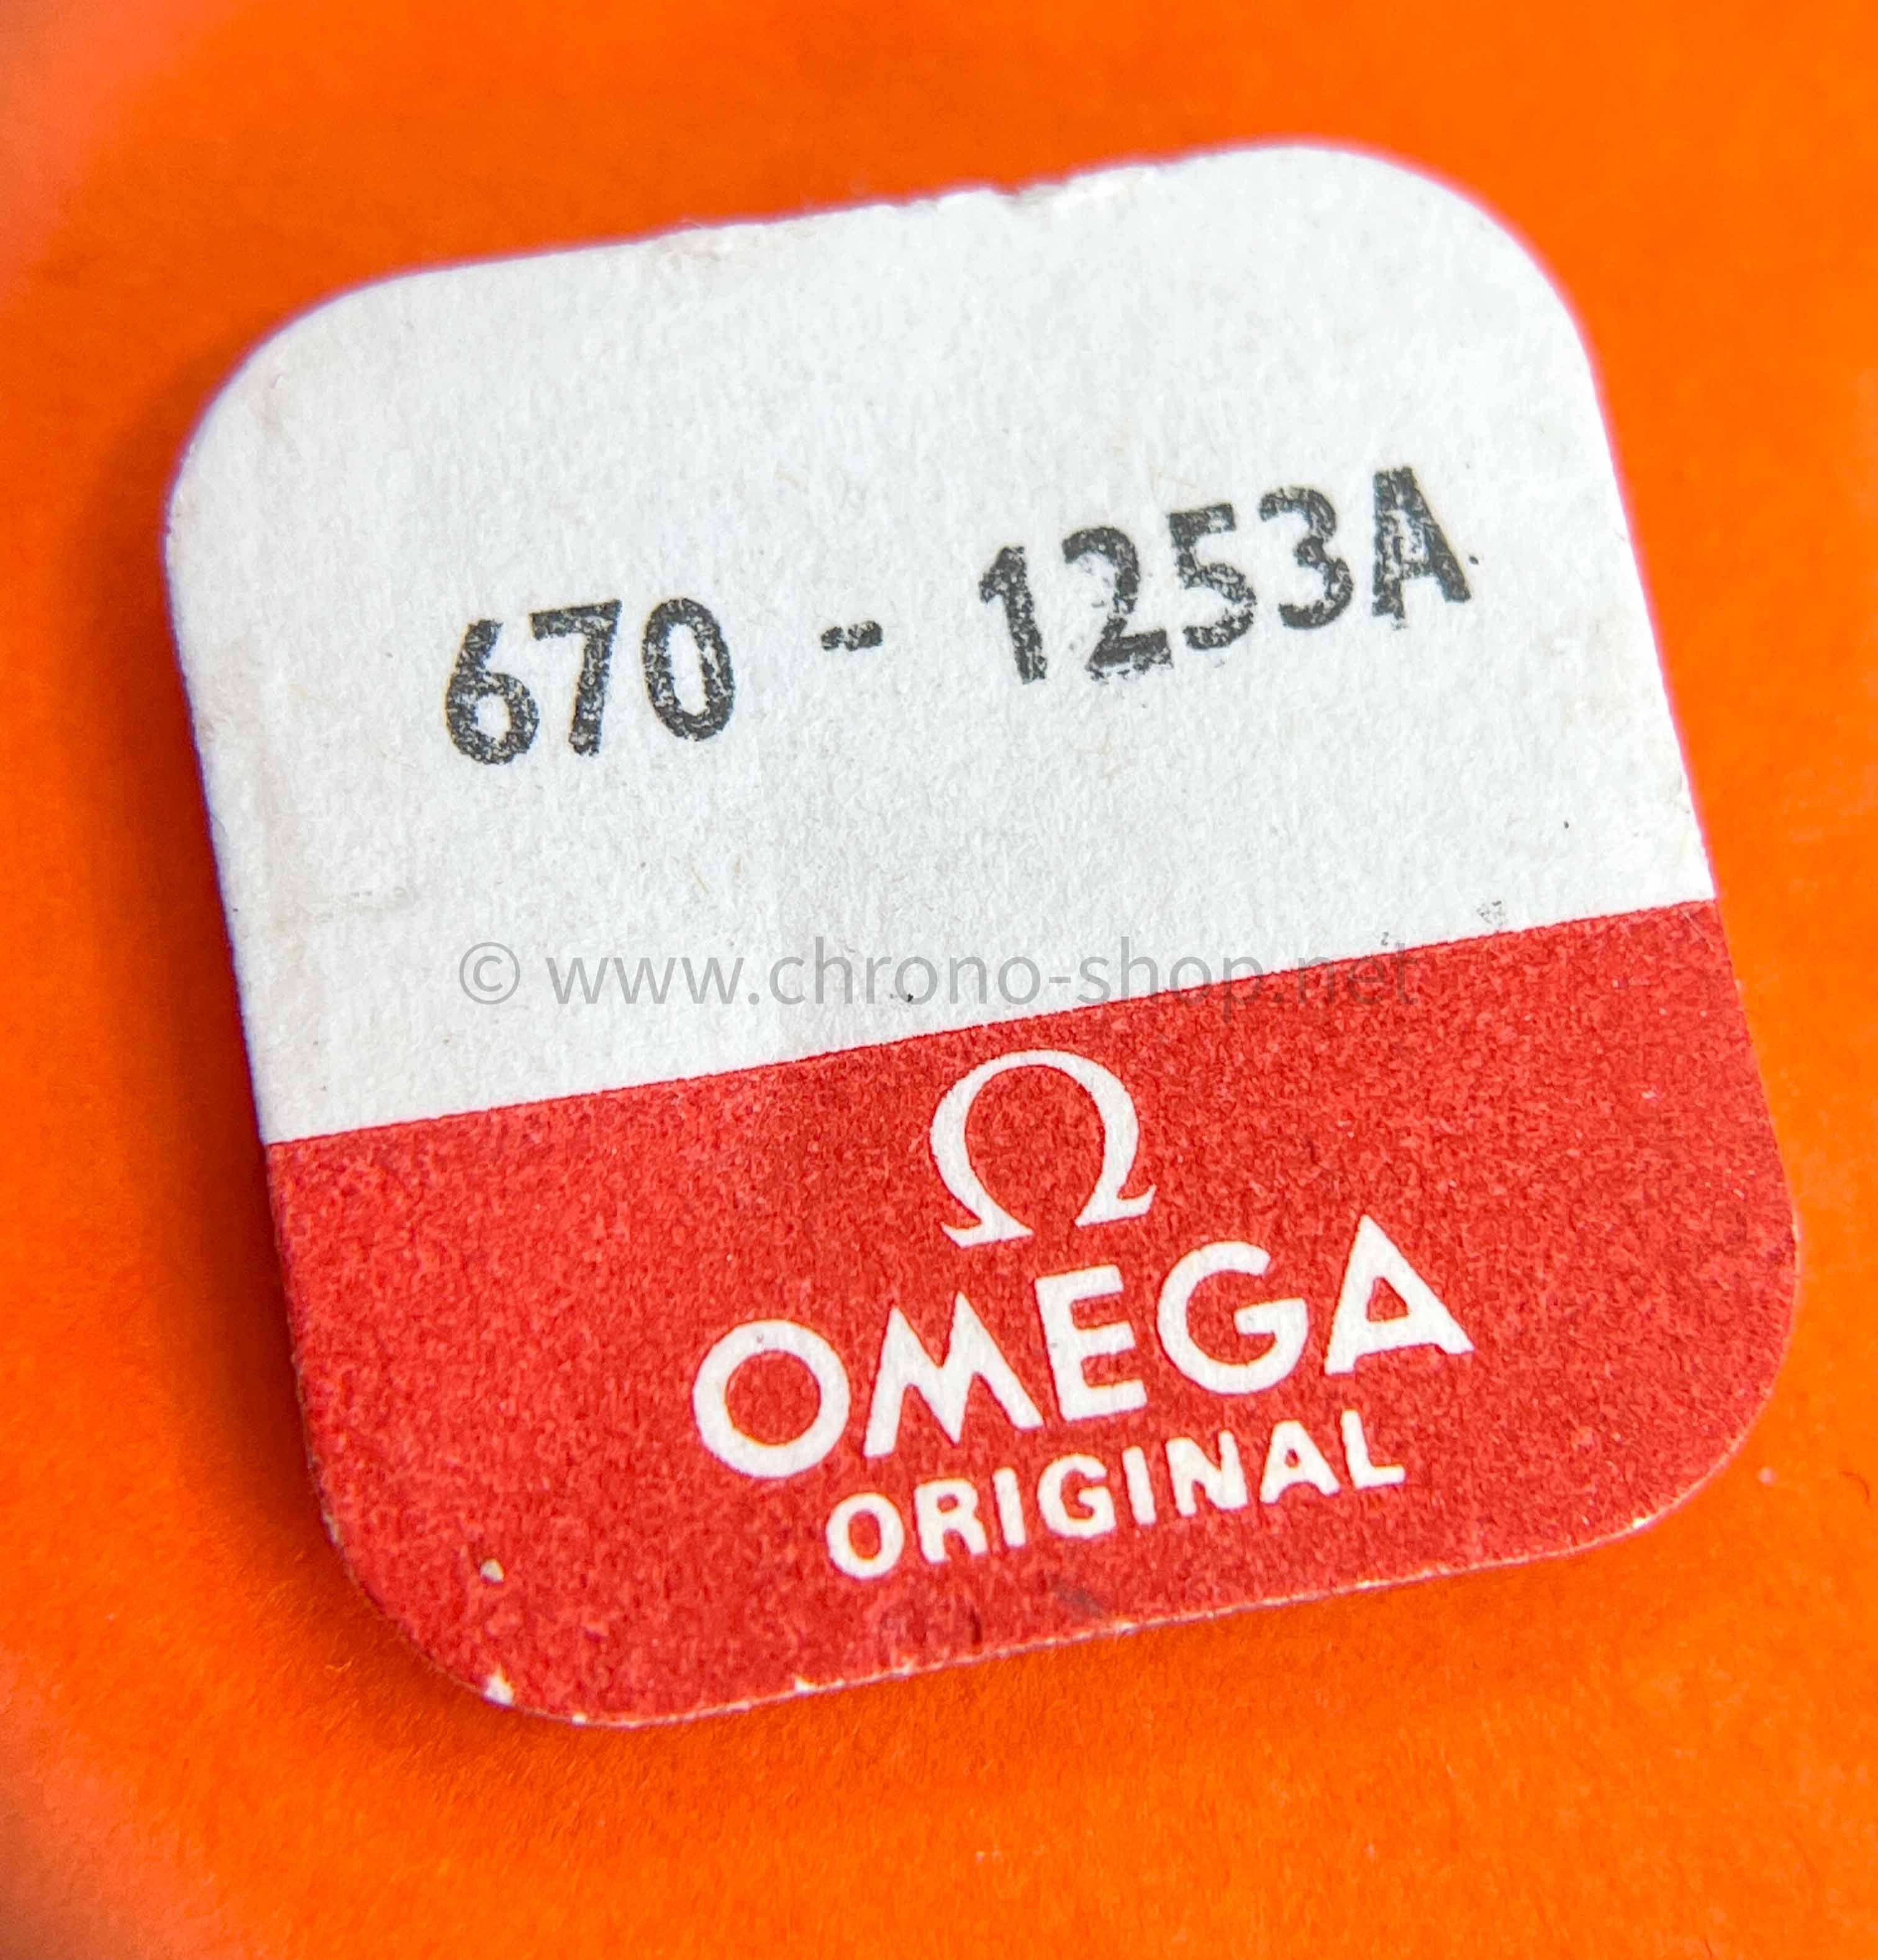 670 - 1253A
© www.chrono-shop.net
Ω
OMEGA
ORIGINAL